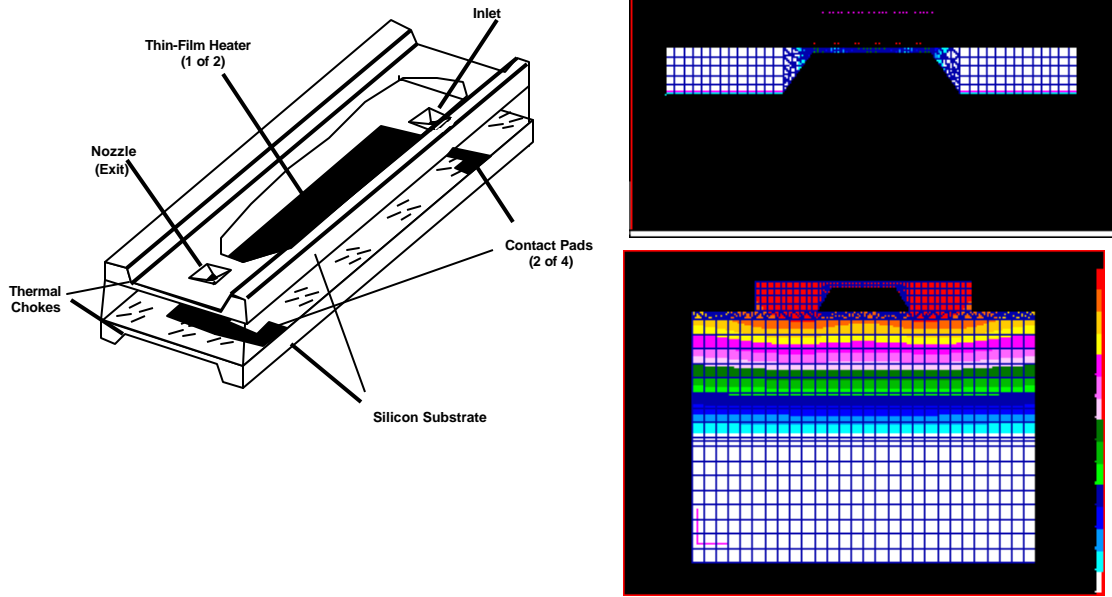 Inlet
Thin-Film Heater
(1 of 2)
Nozzle
(Exit)
Contact Pads
(2 of 4)
Thermal
Chokes
Silicon Substrate